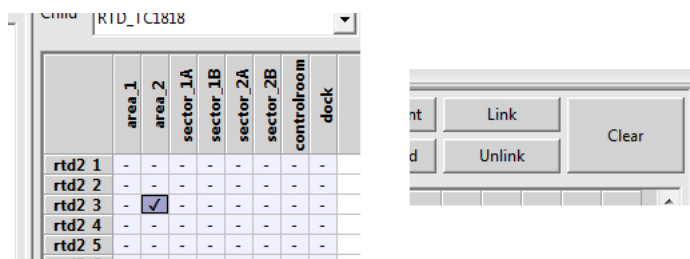 RTD_TC1818
area_1 area_2 sector_1A sector_1B sector_2A sector_2B controlroom dock
rtd2 1 - - - - - - - -
rtd2 2 - - - - - - - -
rtd2 3 - ✓ - - - - - -
rtd2 4 - - - - - - - -
rtd2 5 - - - - - - - -
Link
Clear
Unlink